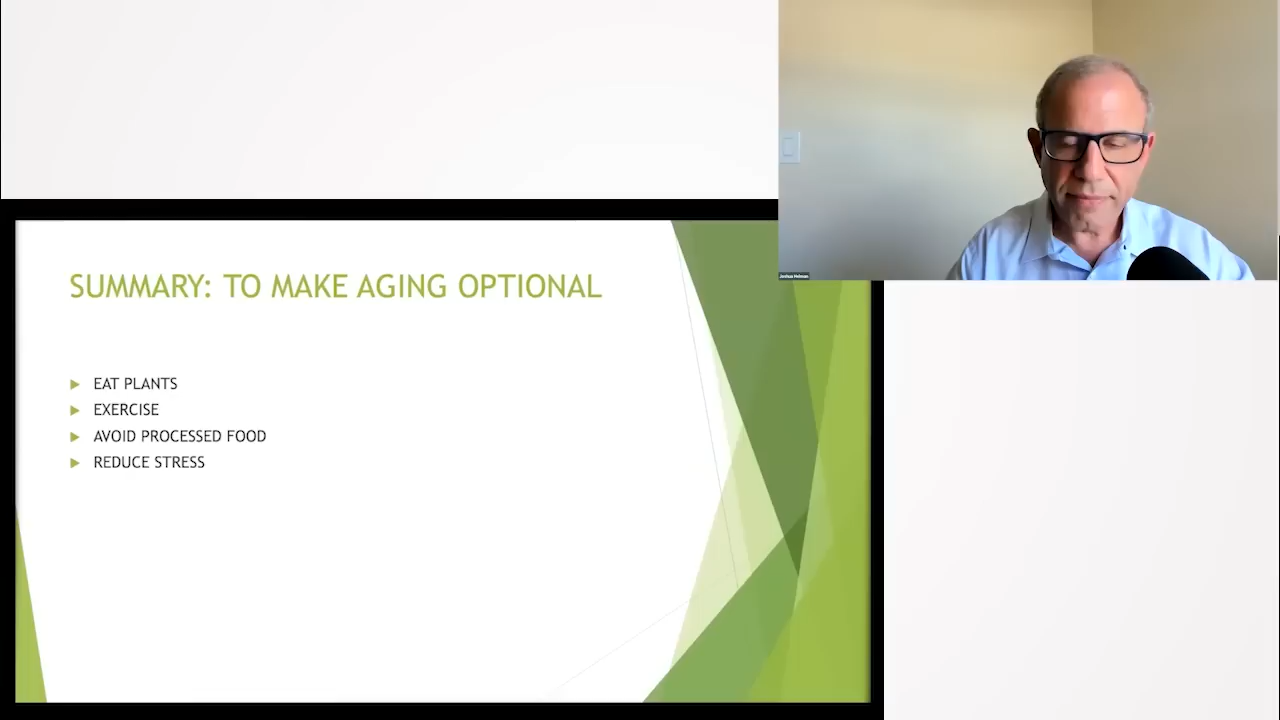 SUMMARY: TO MAKE AGING OPTIONAL
EAT PLANTS
EXERCISE
AVOID PROCESSED FOOD
REDUCE STRESS